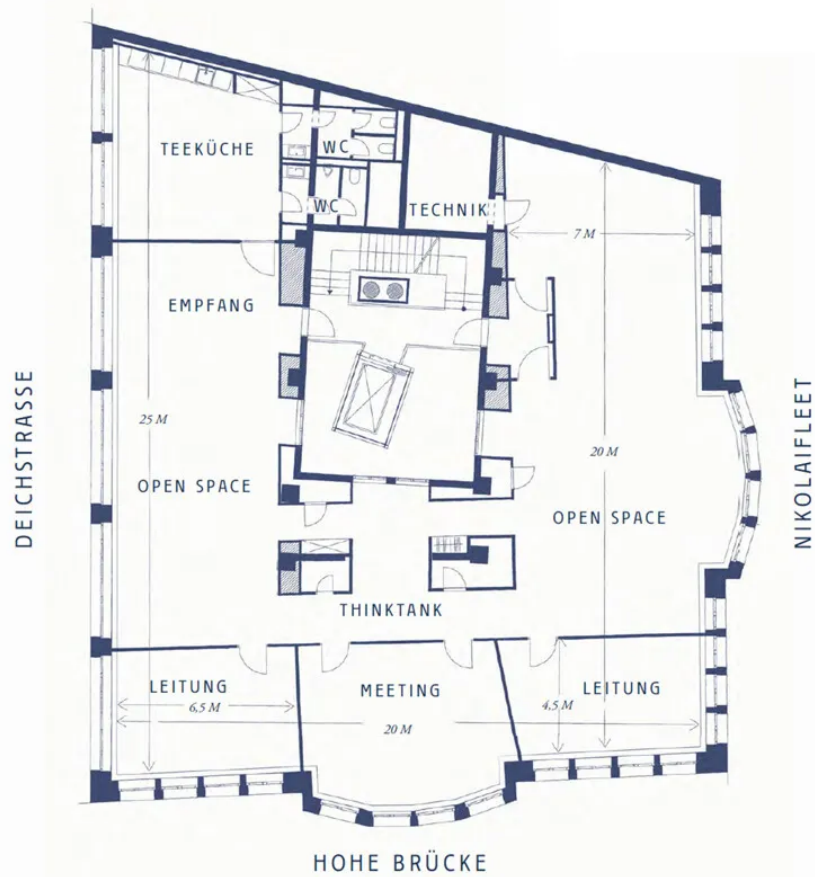 TEEKÜCHE
WC
WC
TECHNIK
7 M
EMPFANG
DEICHSTRASSE
25 M
NIKOLAIFLEET
20 M
OPEN SPACE
OPEN SPACE
THINKTANK
LEITUNG
MEETING
LEITUNG
6,5 M
4,5 M
20 M
HOHE BRÜCKE